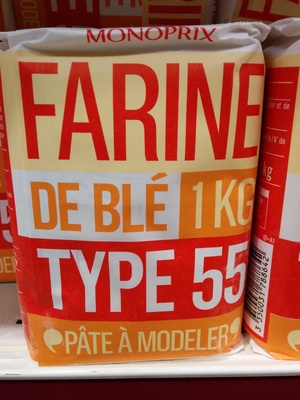 MONOPRIX
FARINE
DE BLÉ 1 KG
TYPE 55
PÂTE À MODELER